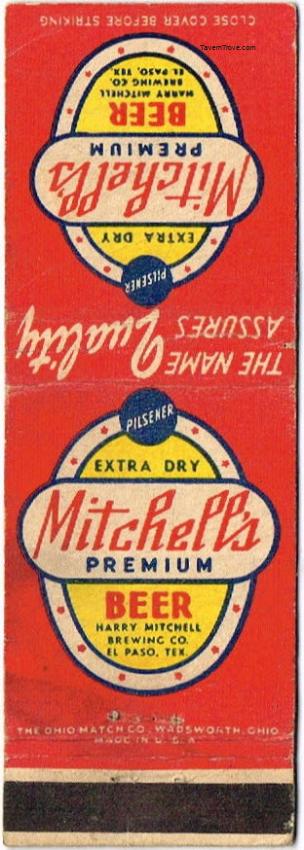 CLOSE COVER BEFORE STRIKING
TavernTrove.com
HARRY MITCHELL
BREWING CO.
EL PASO, TEX.
BEER
PREMIUM
Mitchell's
EXTRA DRY
PILSENER
THE NAME
ASSURES Quality
PILSENER
EXTRA DRY
Mitchell's
PREMIUM
BEER
HARRY MITCHELL
BREWING CO.
EL PASO, TEX.
THE OHIO MATCH CO. WADSWORTH, OHIO
MADE IN U.S.A.